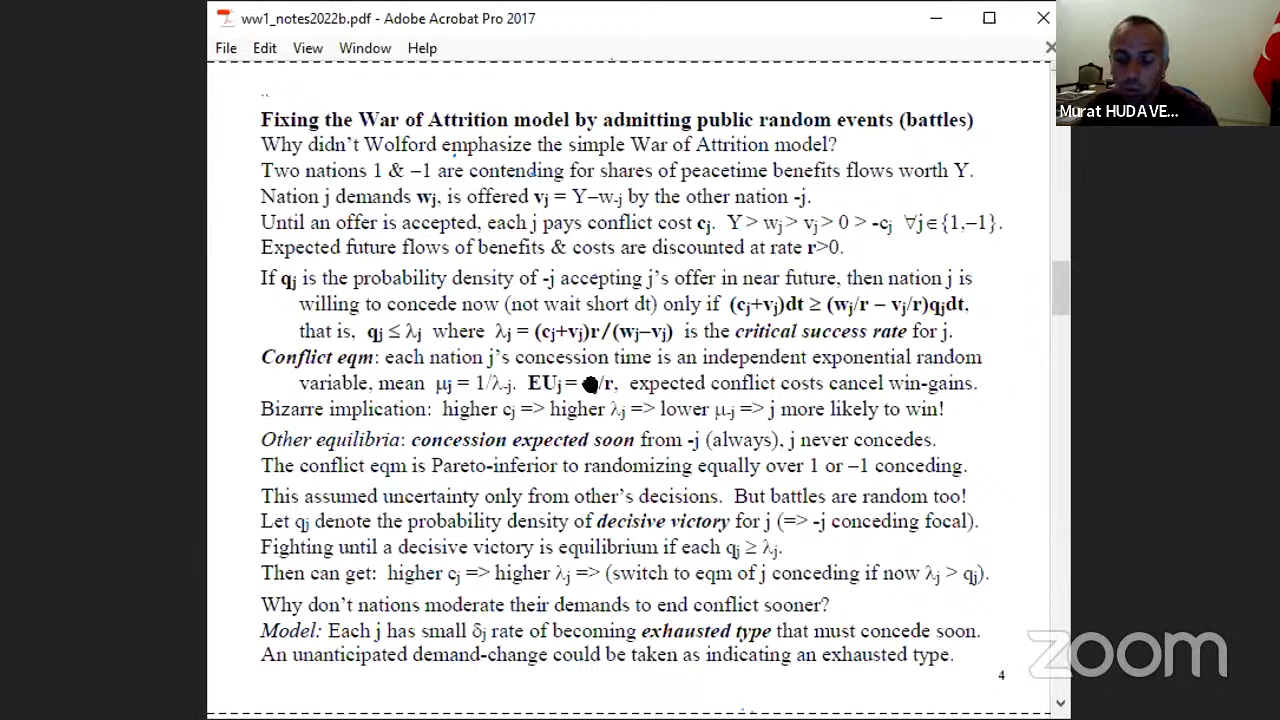 ww1_notes2022b.pdf - Adobe Acrobat Pro 2017
File Edit View Window Help
Murat HUDAVE...
``
Fixing the War of Attrition model by admitting public random events (battles)
Why didn't Wolford emphasize the simple War of Attrition model?
Two nations 1 & −1 are contending for shares of peacetime benefits flows worth Y.
Nation j demands wj, is offered vj = Y−w-j by the other nation -j.
Until an offer is accepted, each j pays conflict cost cj. Y > wj > vj > 0 > -cj ∀j∈{1,−1}.
Expected future flows of benefits & costs are discounted at rate r>0.
If qj is the probability density of -j accepting j's offer in near future, then nation j is
willing to concede now (not wait short dt) only if (cj+vj)dt ≥ (wj/r − vj/r)qjdt,
that is, qj ≤ λj where λj = (cj+vj)r/(wj−vj) is the critical success rate for j.
Conflict eqm: each nation j's concession time is an independent exponential random
variable, mean μj = 1/λ-j. EUj = /r, expected conflict costs cancel win-gains.
Bizarre implication: higher cj => higher λj => lower μ-j => j more likely to win!
Other equilibria: concession expected soon from -j (always), j never concedes.
The conflict eqm is Pareto-inferior to randomizing equally over 1 or −1 conceding.
This assumed uncertainty only from other's decisions. But battles are random too!
Let qj denote the probability density of decisive victory for j (=> -j conceding focal).
Fighting until a decisive victory is equilibrium if each qj ≥ λj.
Then can get: higher cj => higher λj => (switch to eqm of j conceding if now λj > qj).
Why don't nations moderate their demands to end conflict sooner?
Model: Each j has small δj rate of becoming exhausted type that must concede soon.
An unanticipated demand-change could be taken as indicating an exhausted type.
4
zoom